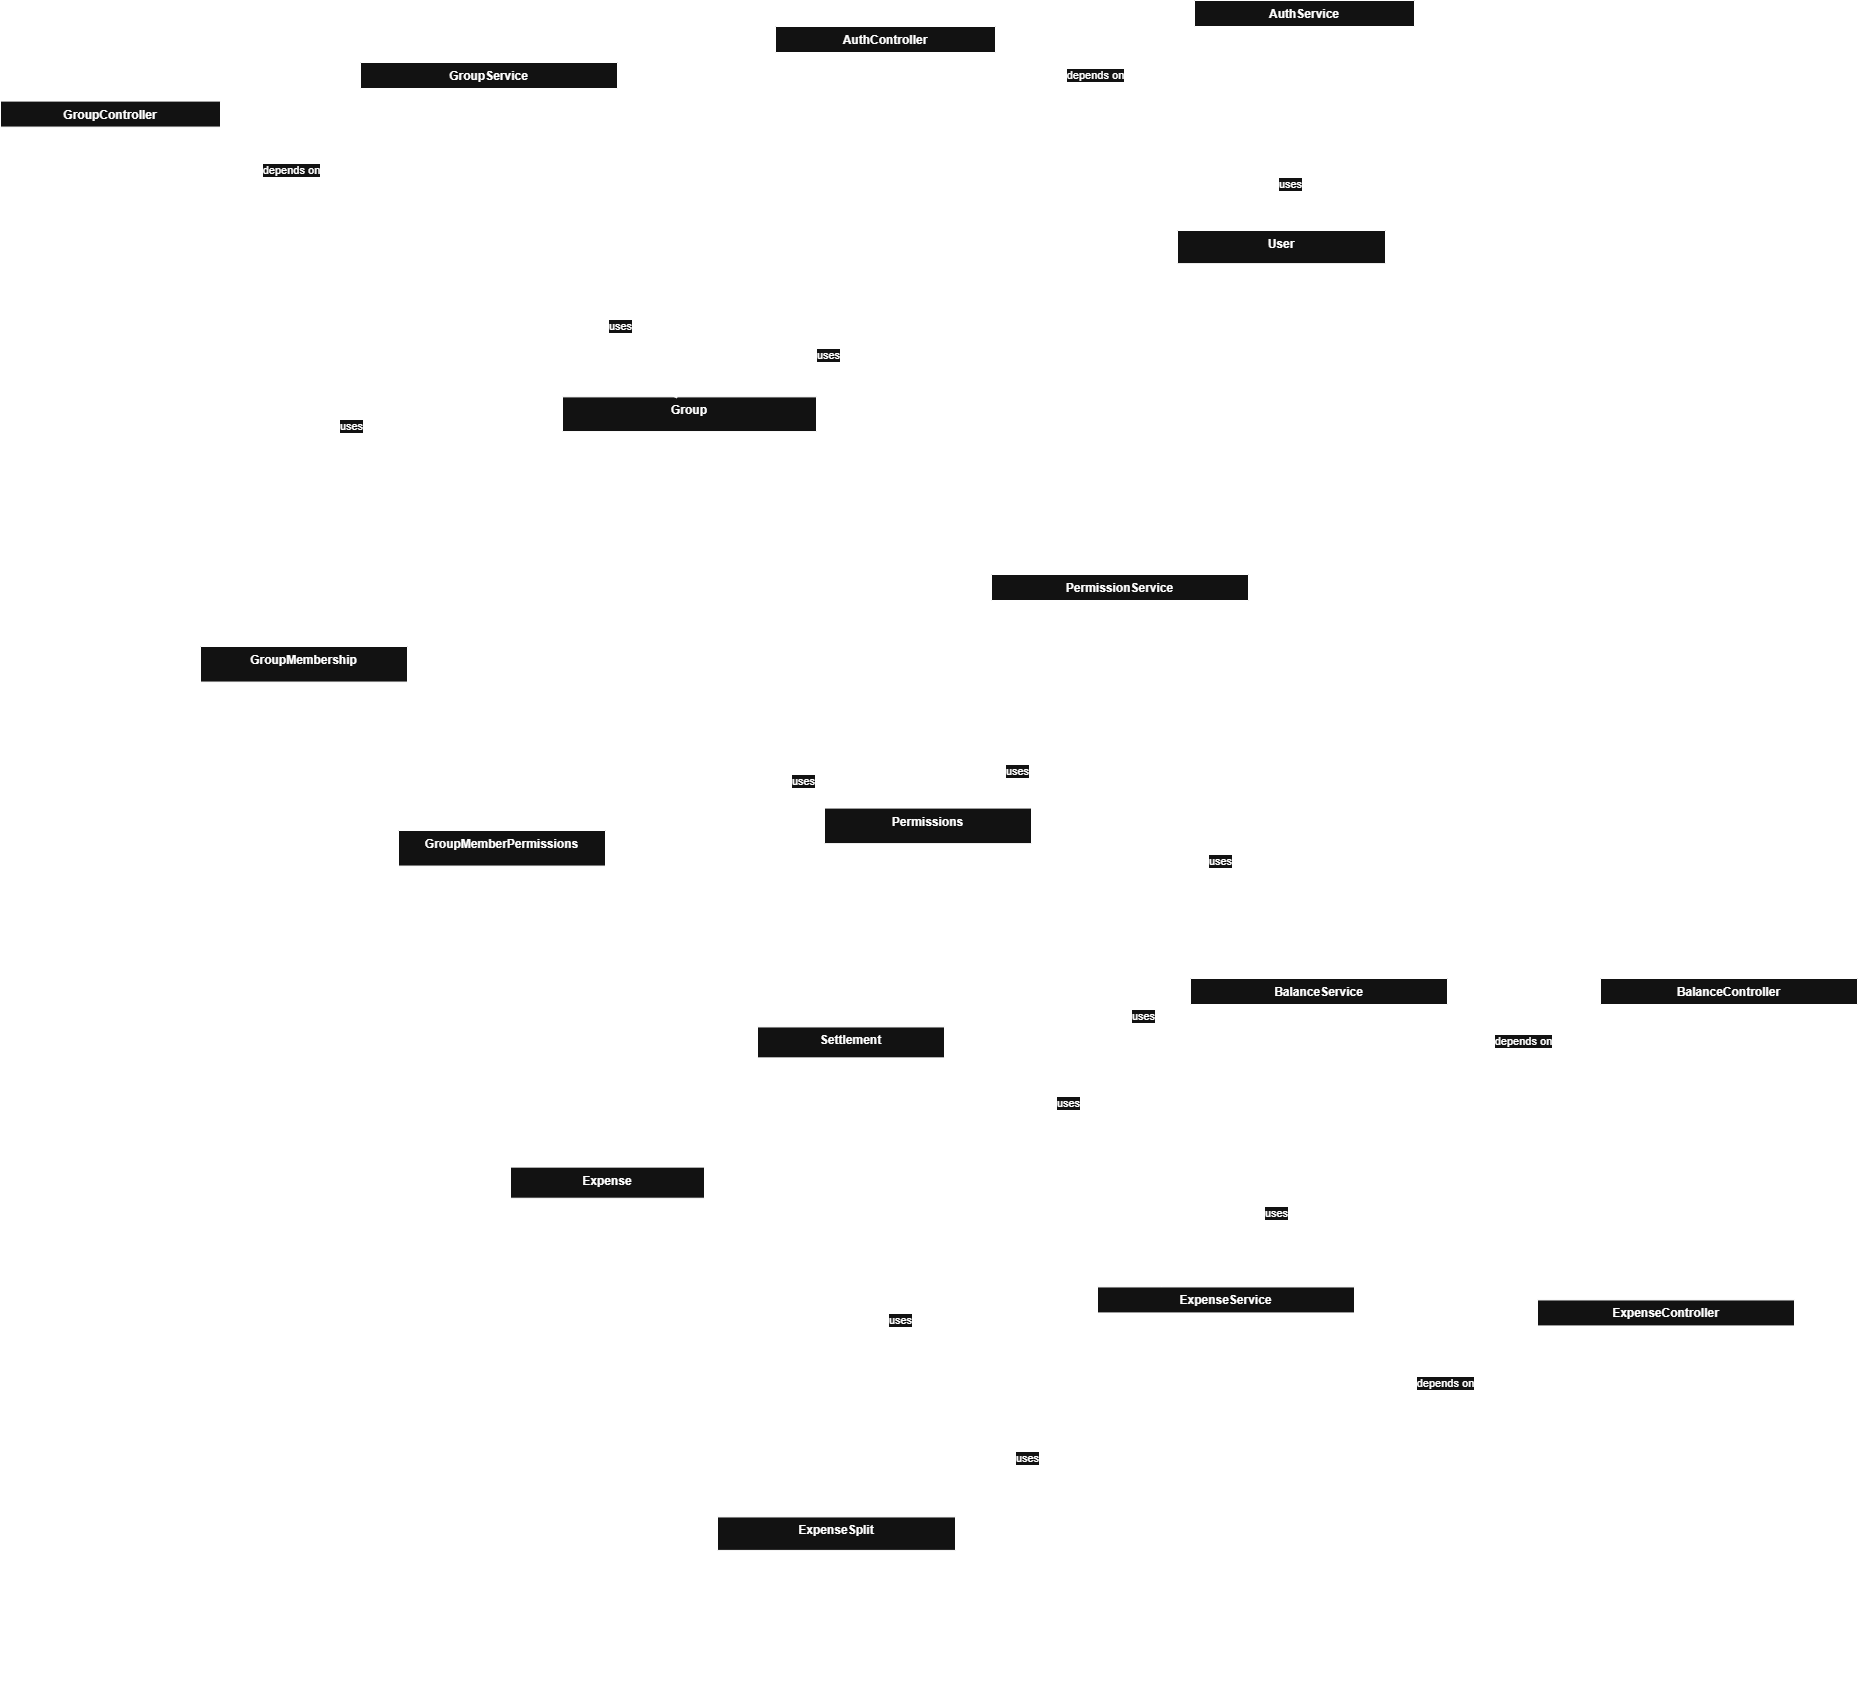 AuthService
AuthController
GroupService
depends on
GroupController
depends on
uses
User
uses
uses
Group
uses
PermissionService
GroupMembership
uses
uses
Permissions
GroupMemberPermissions
uses
BalanceService
BalanceController
uses
Settlement
depends on
uses
Expense
uses
ExpenseService
ExpenseController
uses
depends on
uses
ExpenseSplit